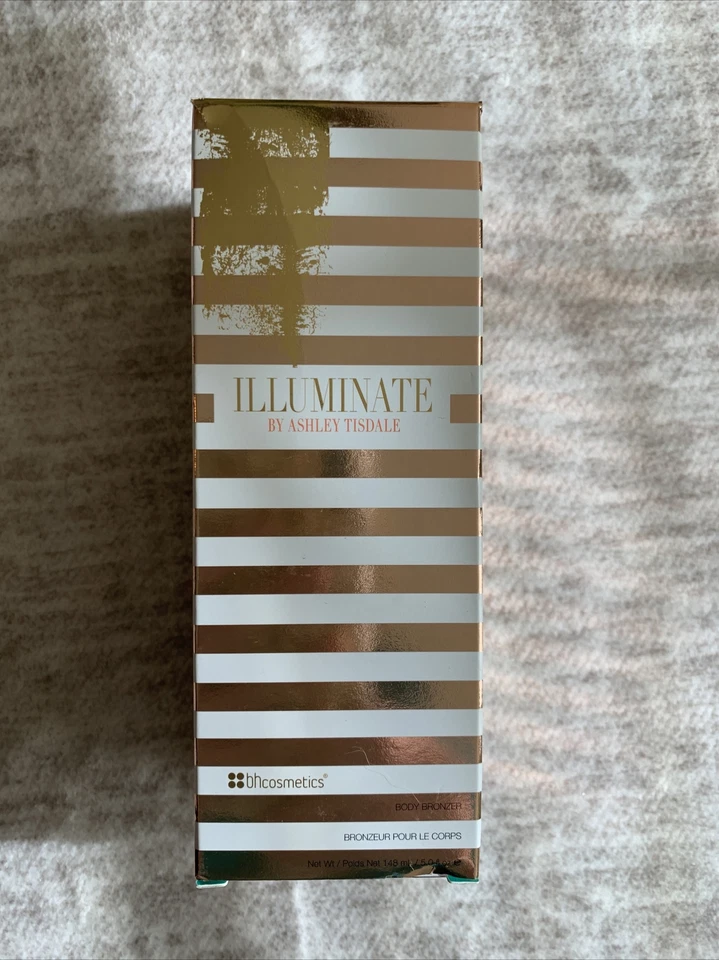 ILLUMINATE
BY ASHLEY TISDALE
bhcosmetics®
BODY BRONZER
BRONZEUR POUR LE CORPS
Net Wt / Poids Net 148 mL /